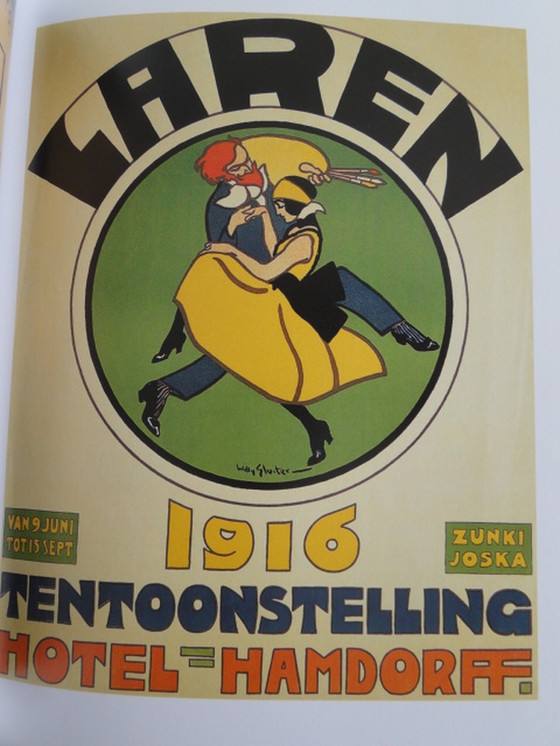 LAREN
Willy Sluiter
1916
VAN 9 JUNI
TOT 15 SEPT
ZUNKI
JOSKA
TENTOONSTELLING
HOTEL=HAMDORFF.